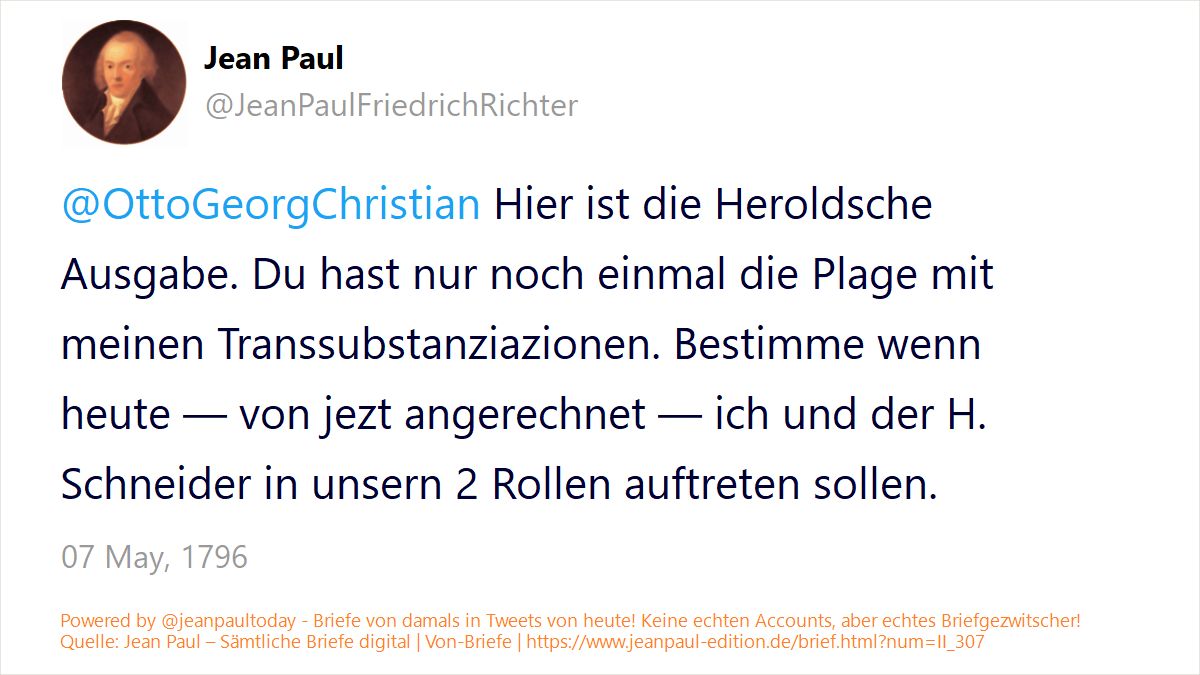 Jean Paul
@JeanPaulFriedrichRichter
@OttoGeorgChristian Hier ist die Heroldsche
Ausgabe. Du hast nur noch einmal die Plage mit
meinen Transsubstanziazionen. Bestimme wenn
heute — von jezt angerechnet — ich und der H.
Schneider in unsern 2 Rollen auftreten sollen.
07 May, 1796
Powered by @jeanpaultoday - Briefe von damals in Tweets von heute! Keine echten Accounts, aber echtes Briefgezwitscher!
Quelle: Jean Paul – Sämtliche Briefe digital | Von-Briefe | https://www.jeanpaul-edition.de/brief.html?num=II_307